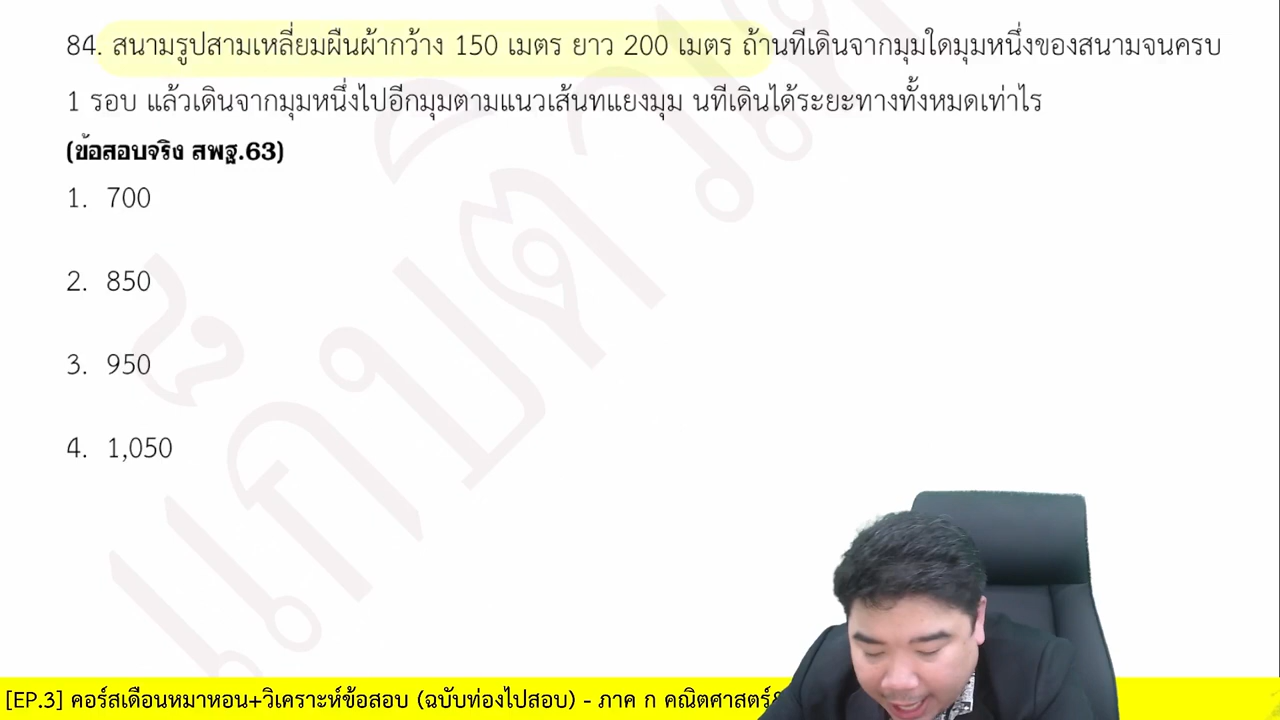 84. สนามรูปสามเหลี่ยมผืนผ้ากว้าง 150 เมตร ยาว 200 เมตร ถ้านทีเดินจากมุมใดมุมหนึ่งของสนามจนครบ
1 รอบ แล้วเดินจากมุมหนึ่งไปอีกมุมตามแนวเส้นทแยงมุม นทีเดินได้ระยะทางทั้งหมดเท่าไร
(ข้อสอบจริง สพฐ.63)
1. 700
2. 850
3. 950
4. 1,050
[EP.3] คอร์สเดือนหมาหอน+วิเคราะห์ข้อสอบ (ฉบับท่องไปสอบ) - ภาค ก คณิตศาสตร์